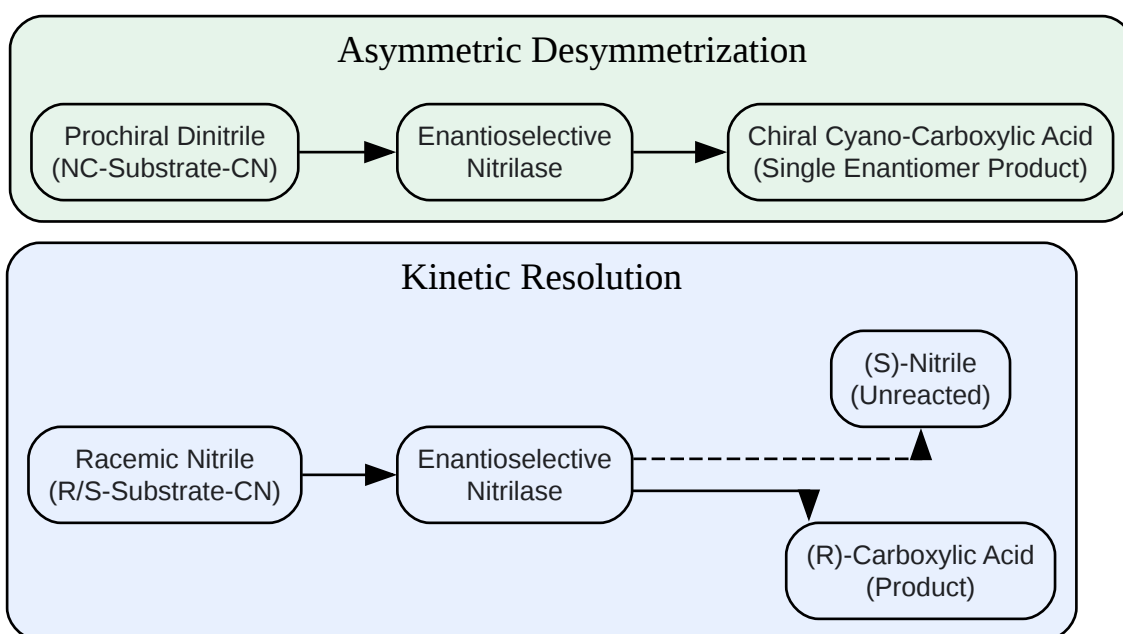 Asymmetric Desymmetrization
Prochiral Dinitrile
(NC-Substrate-CN)
Enantioselective
Nitrilase
Chiral Cyano-Carboxylic Acid
(Single Enantiomer Product)
Kinetic Resolution
Racemic Nitrile
(R/S-Substrate-CN)
Enantioselective
Nitrilase
(S)-Nitrile
(Unreacted)
(R)-Carboxylic Acid
(Product)